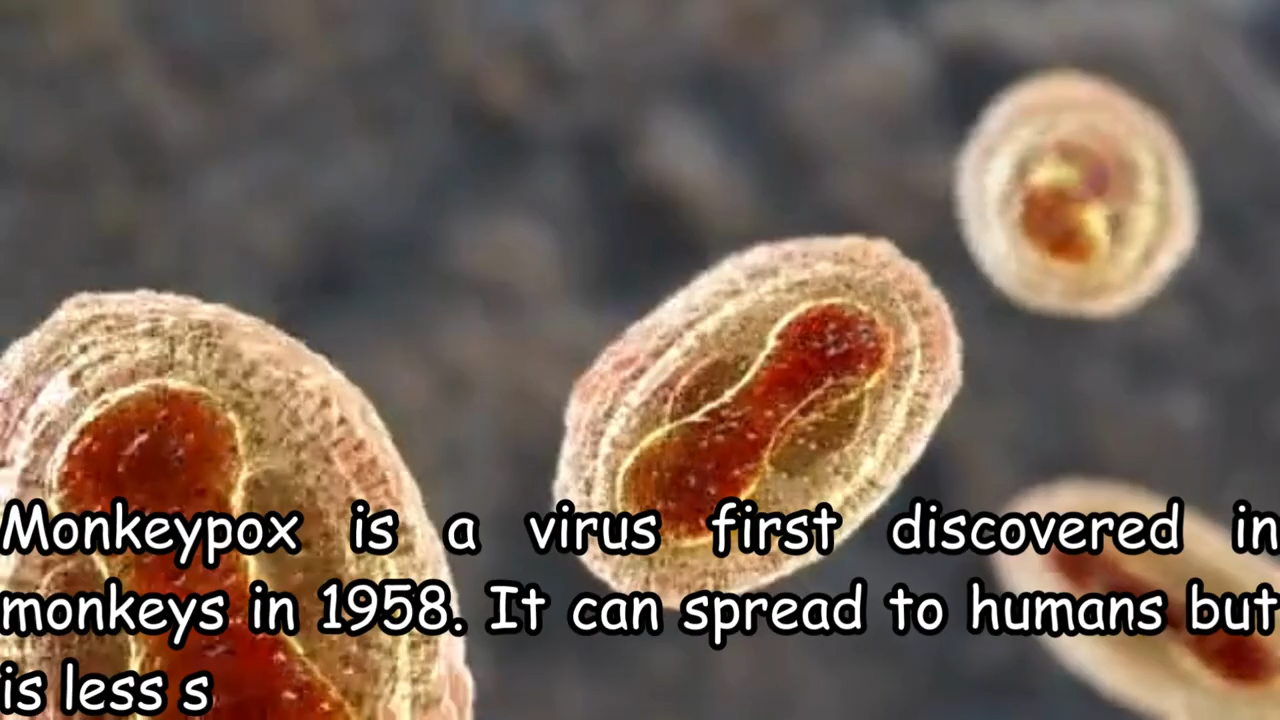 Monkeypox is a virus first discovered in
monkeys in 1958. It can spread to humans but
is less s